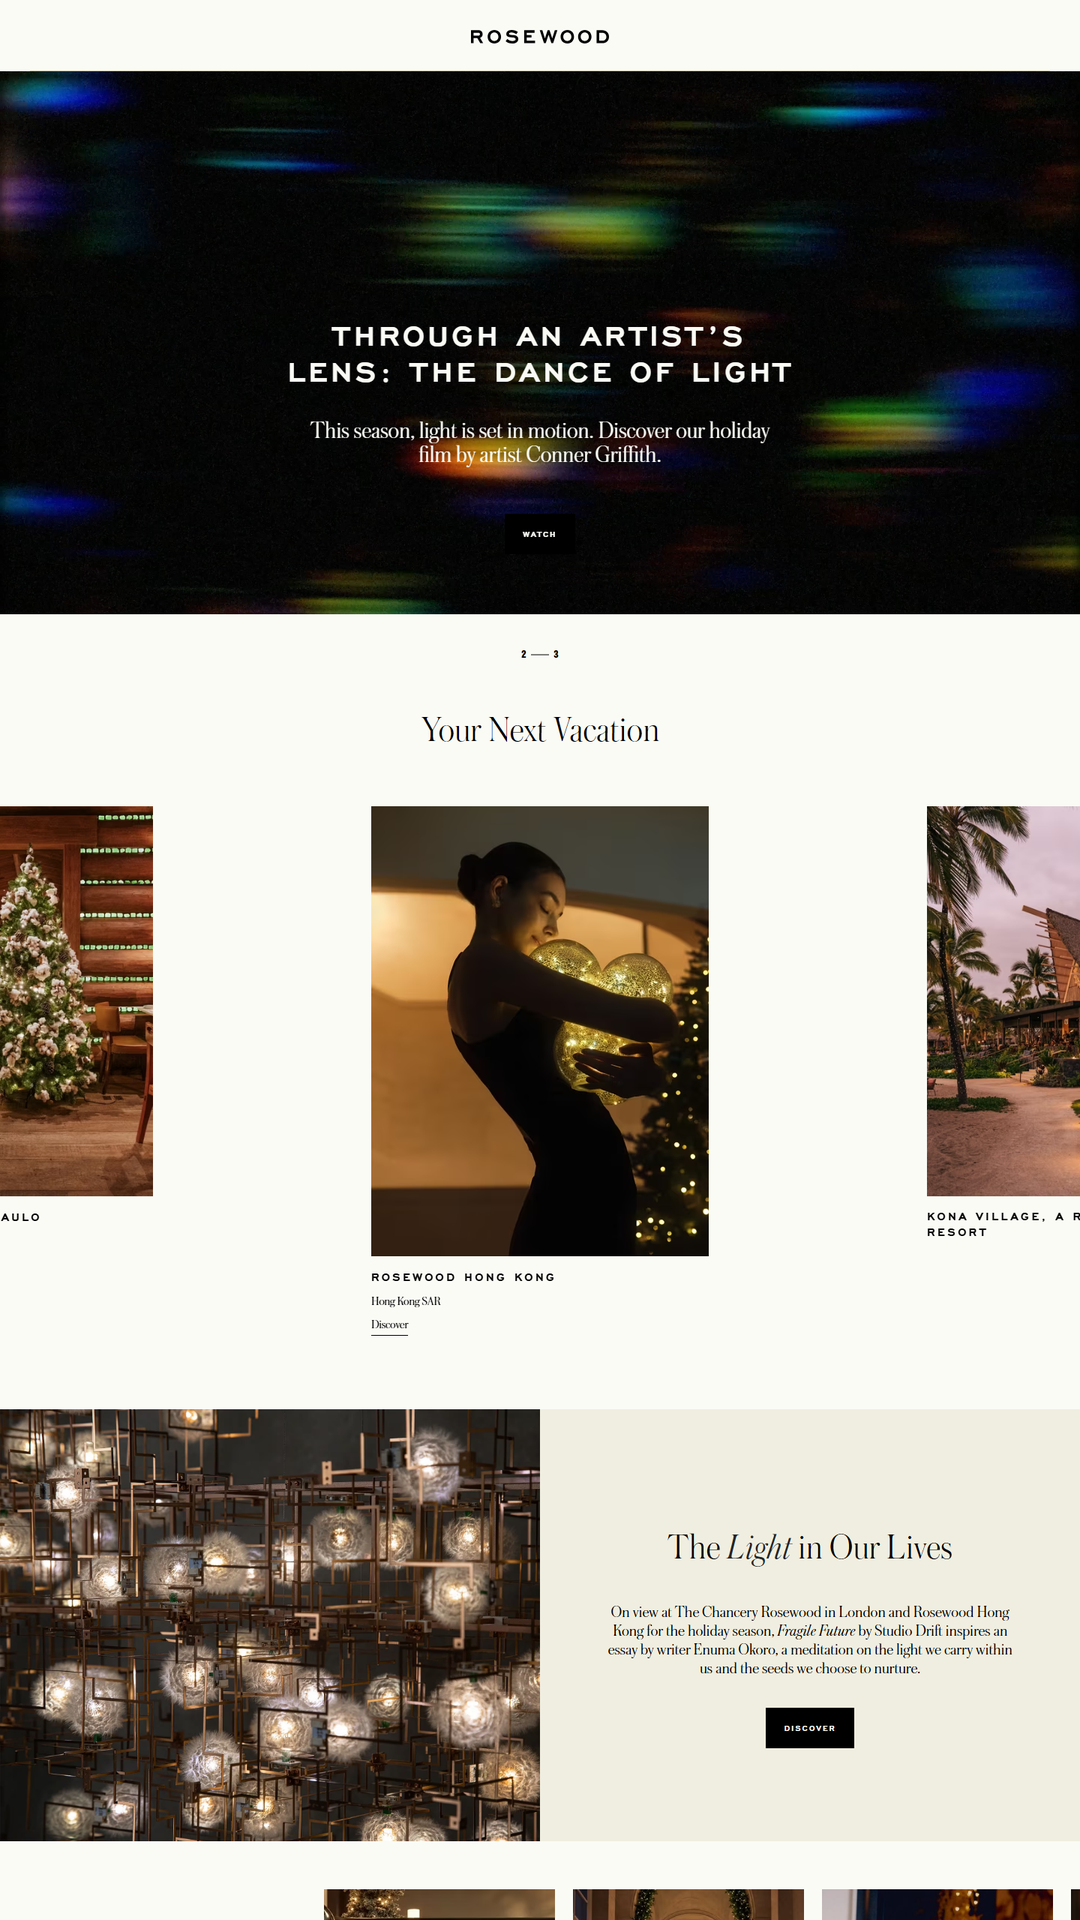 ROSEWOOD
THROUGH AN ARTIST’S
LENS: THE DANCE OF LIGHT
This season, light is set in motion. Discover our holiday
film by artist Conner Griffith.
WATCH
2 — 3
Your Next Vacation
AULO
ROSEWOOD HONG KONG
Hong Kong SAR
Discover
KONA VILLAGE, A R
RESORT
The Light in Our Lives
On view at The Chancery Rosewood in London and Rosewood Hong
Kong for the holiday season, Fragile Future by Studio Drift inspires an
essay by writer Enuma Okoro, a meditation on the light we carry within
us and the seeds we choose to nurture.
DISCOVER